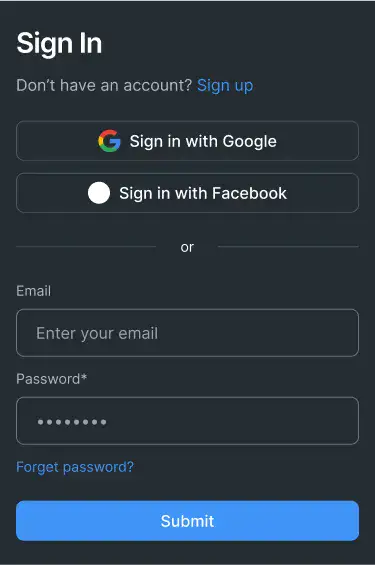 Sign In
Don’t have an account? Sign up
Sign in with Google
Sign in with Facebook
or
Email
Enter your email
Password*
••••••••
Forget password?
Submit